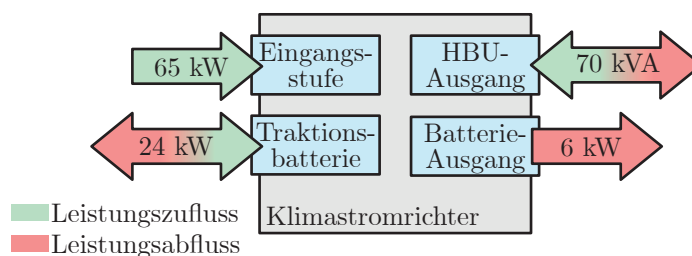 65 kW
Eingangs-
stufe
HBU-
Ausgang
70 kVA
24 kW
Traktions-
batterie
Batterie-
Ausgang
6 kW
Leistungszufluss
Leistungsabfluss
Klimastromrichter